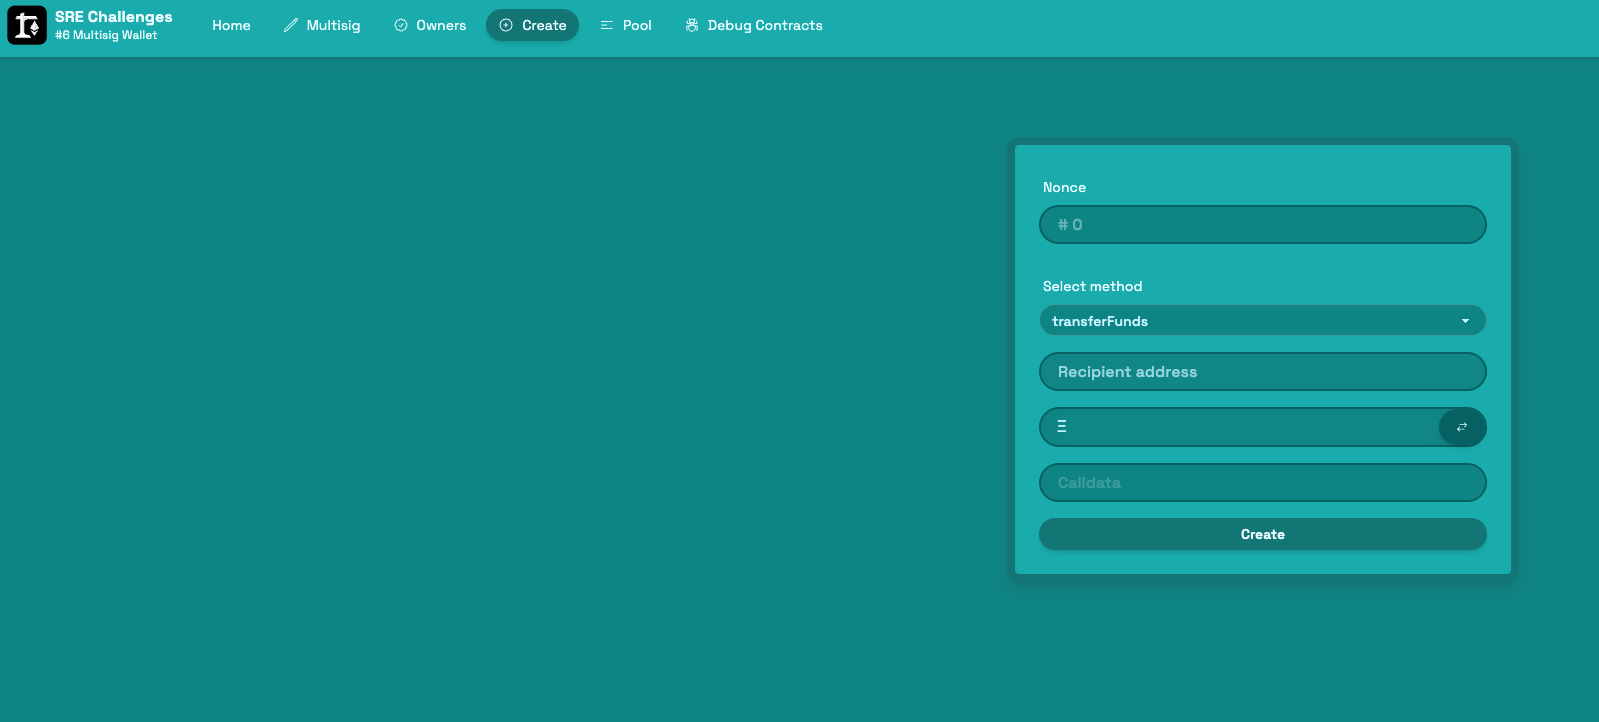 SRE Challenges
#6 Multisig Wallet
Home
Multisig
Owners
Create
Pool
Debug Contracts
Nonce
# 0
Select method
transferFunds
Recipient address
Ξ
Calldata
Create